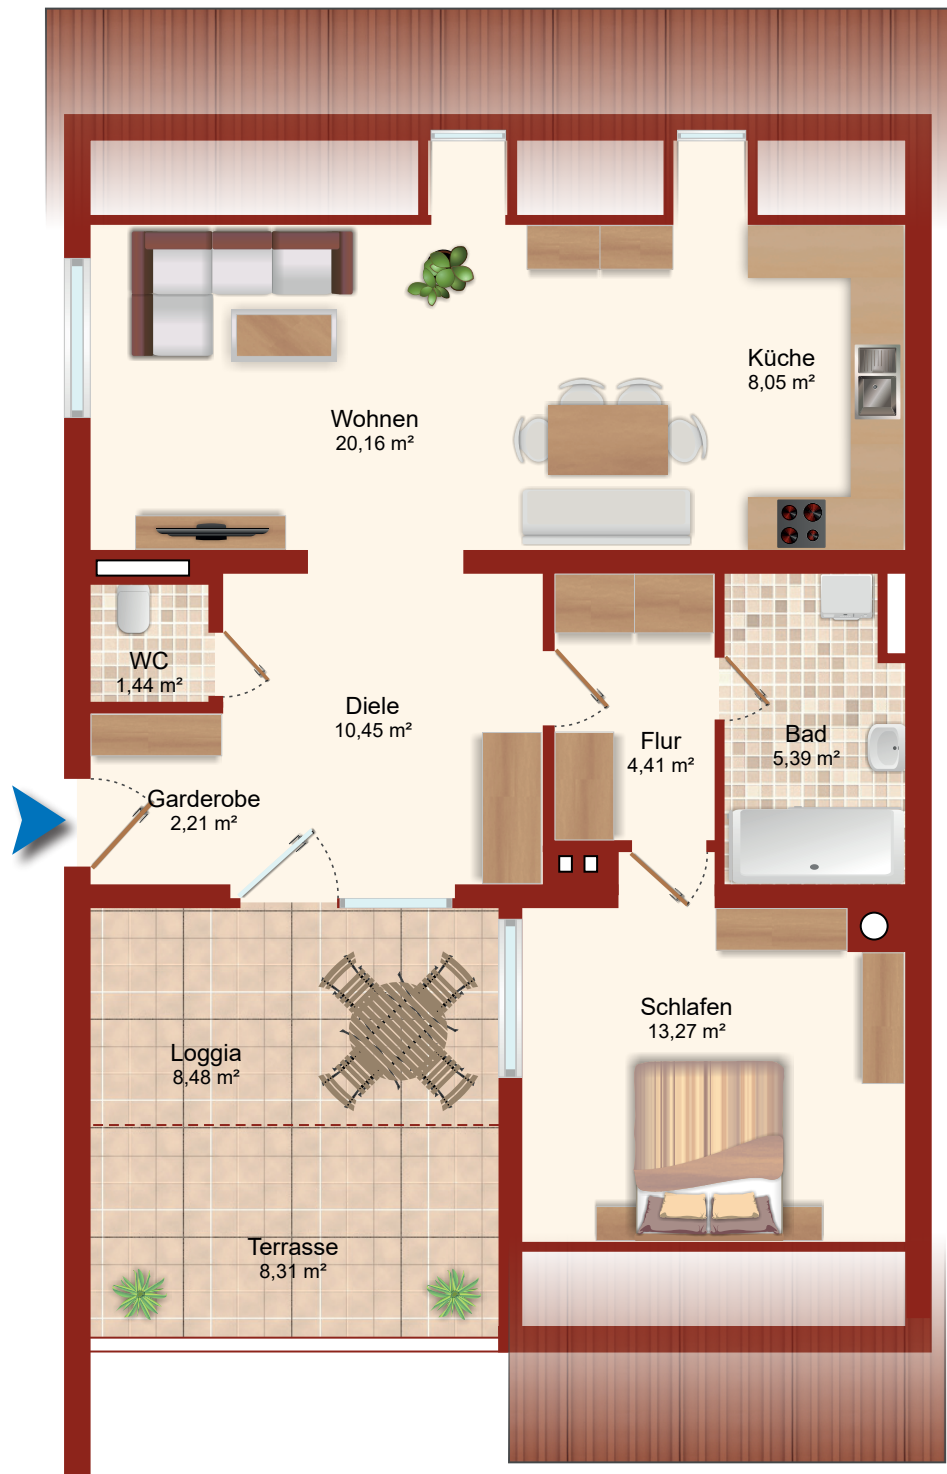 Küche
8,05 m²
Wohnen
20,16 m²
WC
1,44 m²
Diele
10,45 m²
Flur
4,41 m²
Bad
5,39 m²
Garderobe
2,21 m²
Schlafen
13,27 m²
Loggia
8,48 m²
Terrasse
8,31 m²